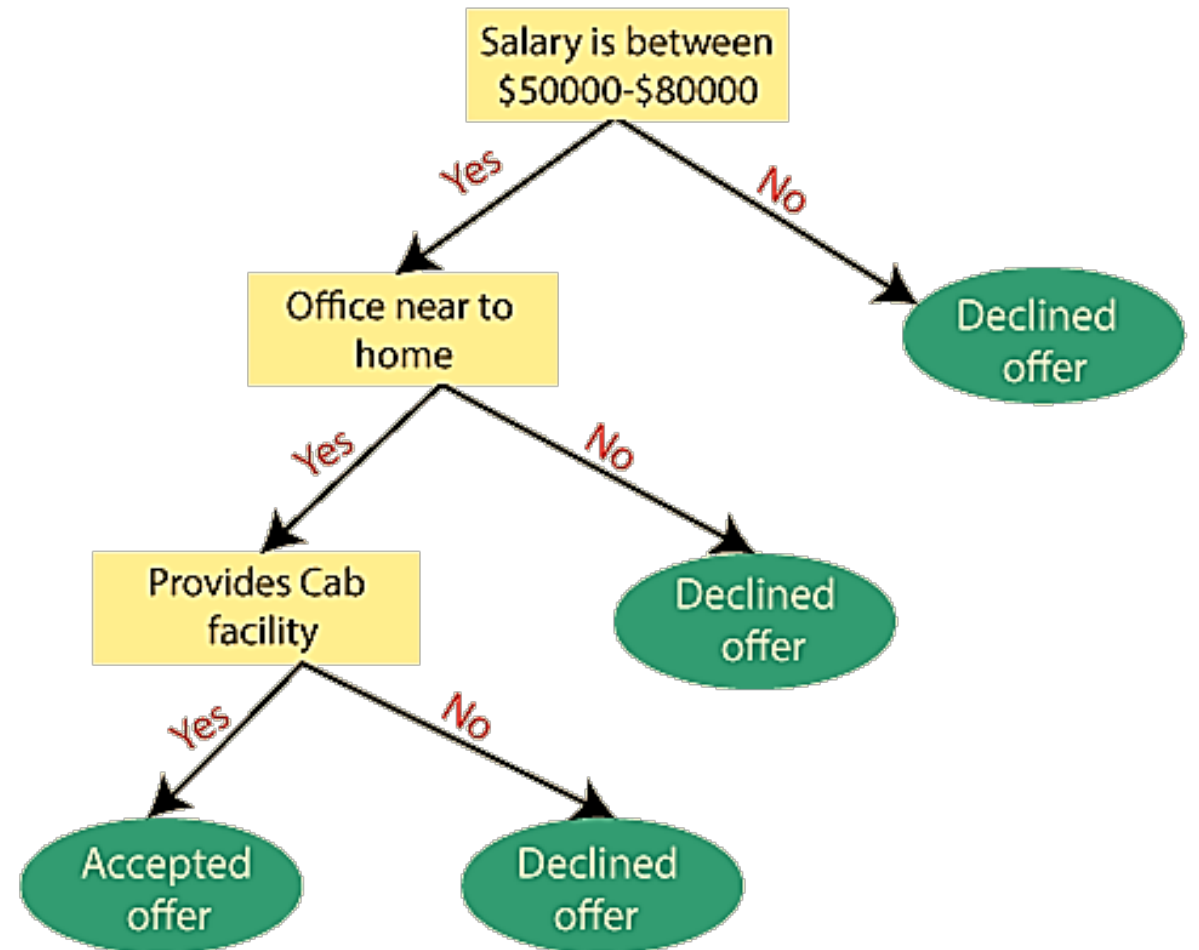 Salary is between
$50000-$80000
Yes
No
Office near to
home
Declined
offer
Yes
No
Provides Cab
facility
Declined
offer
Yes
No
Accepted
offer
Declined
offer